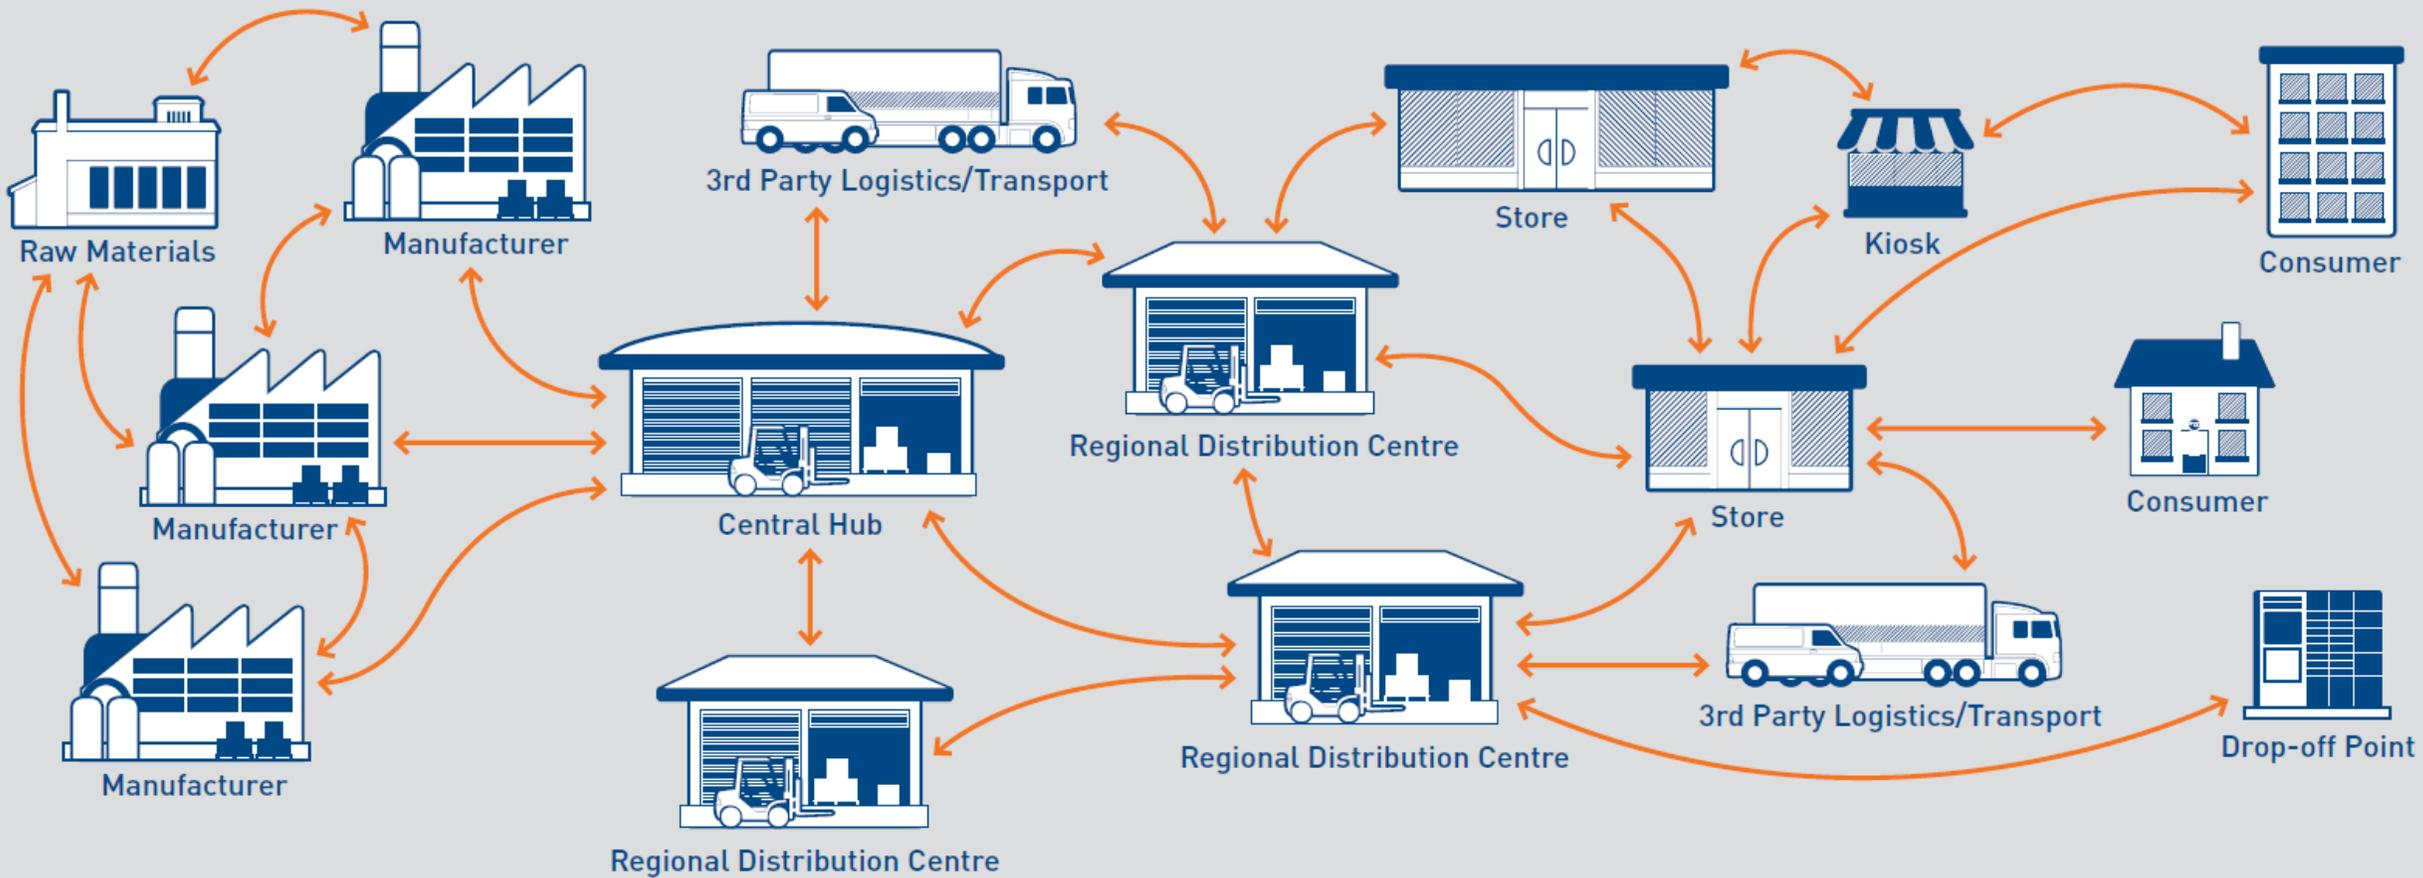 Raw Materials
Manufacturer
3rd Party Logistics/Transport
Store
Kiosk
Consumer
Manufacturer
Central Hub
Regional Distribution Centre
Store
Consumer
Manufacturer
Regional Distribution Centre
Regional Distribution Centre
3rd Party Logistics/Transport
Drop-off Point